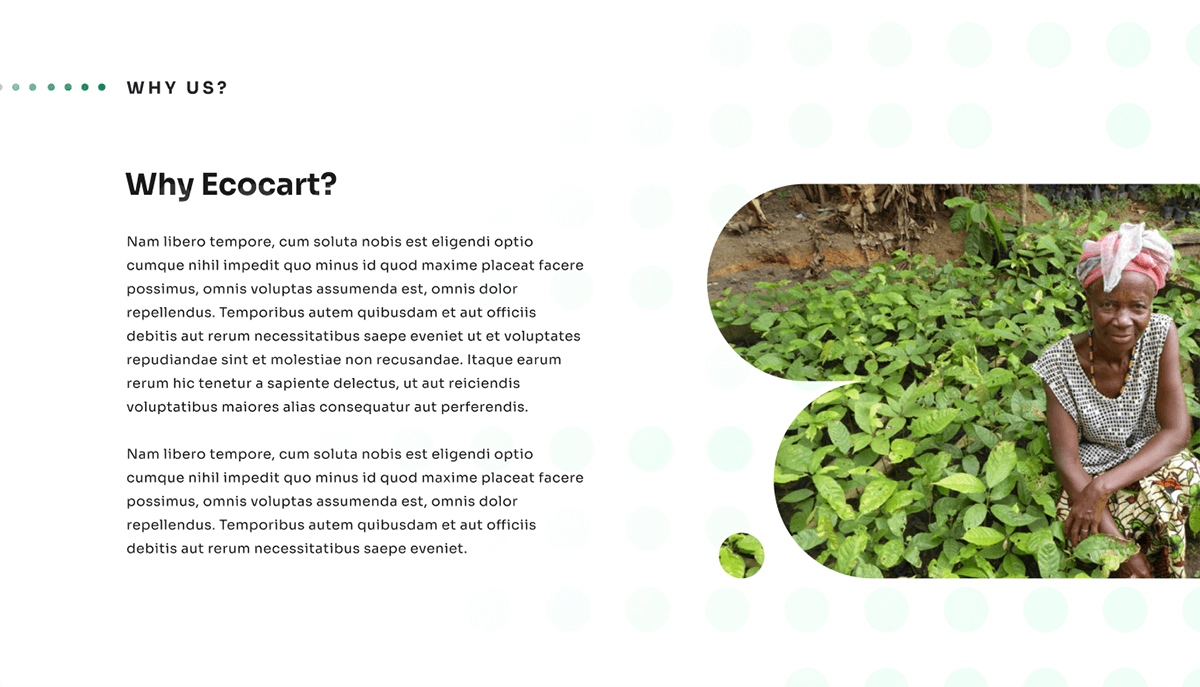 WHY US?
Why Ecocart?
Nam libero tempore, cum soluta nobis est eligendi optio
cumque nihil impedit quo minus id quod maxime placeat facere
possimus, omnis voluptas assumenda est, omnis dolor
repellendus. Temporibus autem quibusdam et aut officiis
debitis aut rerum necessitatibus saepe eveniet ut et voluptates
repudiandae sint et molestiae non recusandae. Itaque earum
rerum hic tenetur a sapiente delectus, ut aut reiciendis
voluptatibus maiores alias consequatur aut perferendis.
Nam libero tempore, cum soluta nobis est eligendi optio
cumque nihil impedit quo minus id quod maxime placeat facere
possimus, omnis voluptas assumenda est, omnis dolor
repellendus. Temporibus autem quibusdam et aut officiis
debitis aut rerum necessitatibus saepe eveniet.